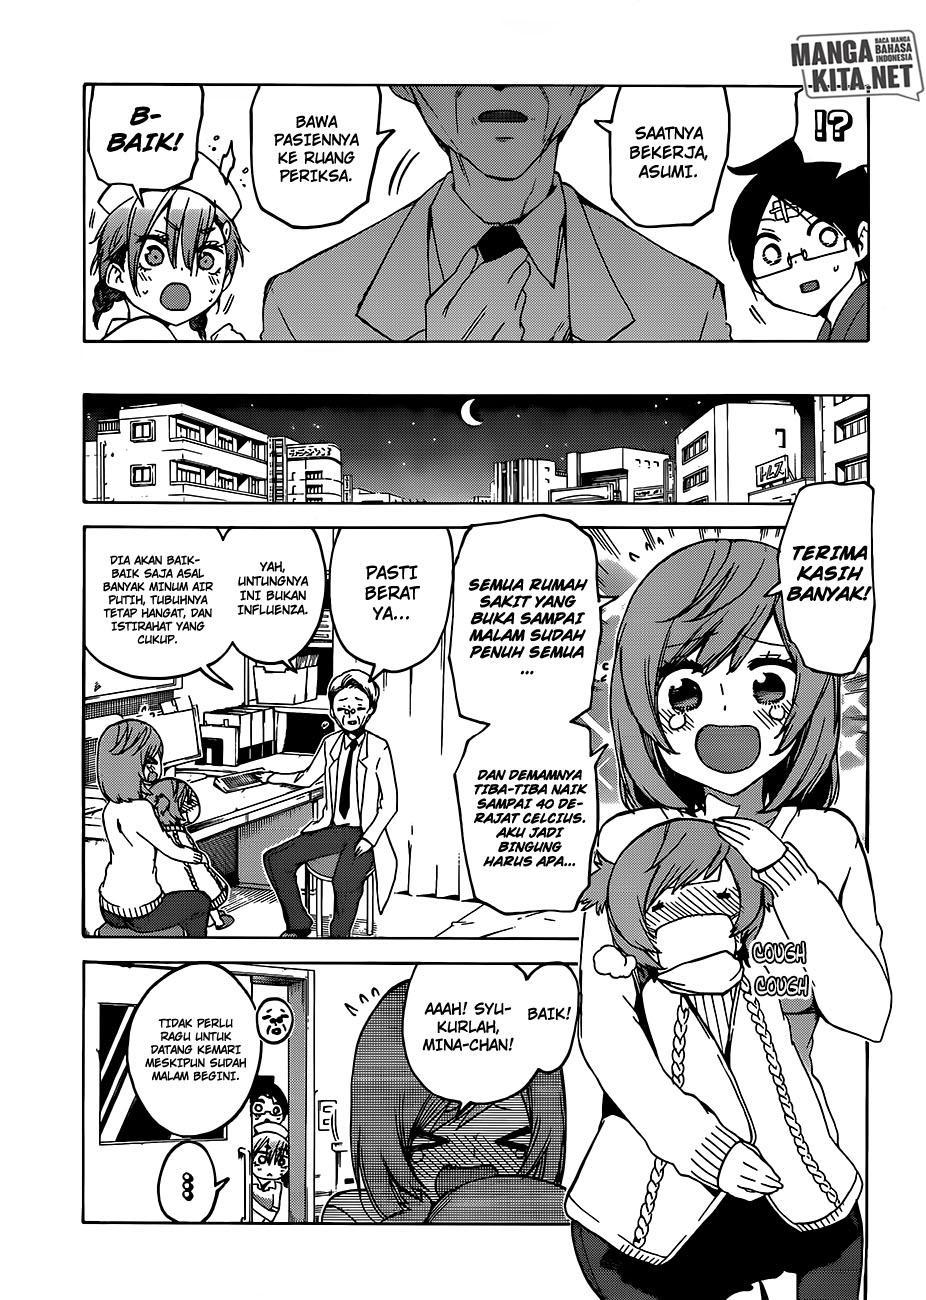 MANGA
BACA MANGA
BAHASA
INDONESIA
KITA.NET
!?
SAATNYA
BEKERJA,
ASUMI.
BAWA
PASIENNYA
KE RUANG
PERIKSA.
B-
BAIK!
TERIMA
KASIH
BANYAK!
SEMUA RUMAH
SAKIT YANG
BUKA SAMPAI
MALAM SUDAH
PENUH SEMUA
...
DAN DEMAMNYA
TIBA-TIBA NAIK
SAMPAI 40 DE-
RAJAT CELCIUS.
AKU JADI
BINGUNG
HARUS APA...
PASTI
BERAT
YA...
YAH,
UNTUNGNYA
INI BUKAN
INFLUENZA.
DIA AKAN BAIK-
BAIK SAJA ASAL
BANYAK MINUM AIR
PUTIH, TUBUHNYA
TETAP HANGAT, DAN
ISTIRAHAT YANG
CUKUP.
COUGH
COUGH
BAIK!
AAAH! SYU-
KURLAH,
MINA-CHAN!
TIDAK PERLU
RAGU UNTUK
DATANG KEMARI
MESKIPUN SUDAH
MALAM BEGINI.
...